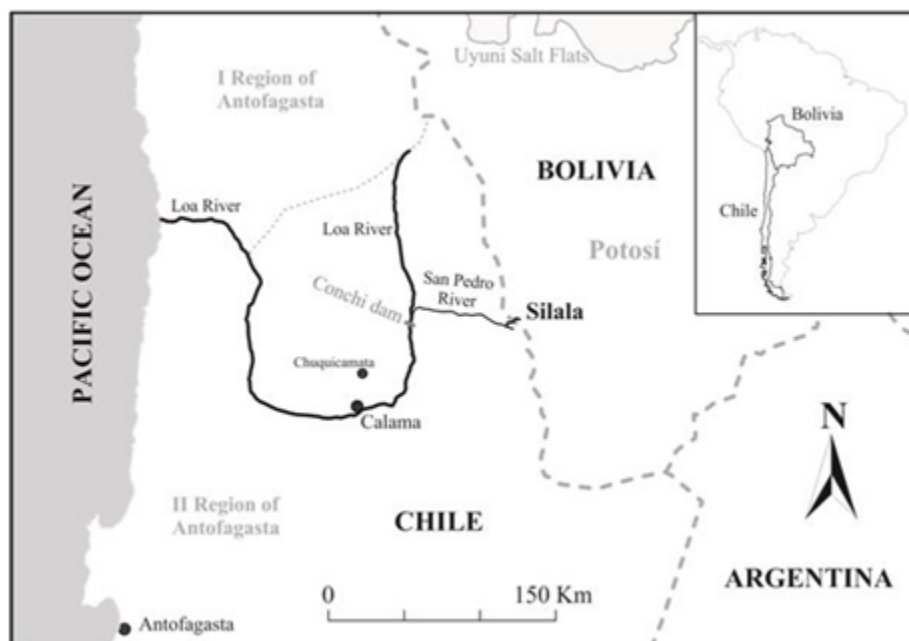 Uyuni Salt Flats
I Region of
Antofagasta
Bolivia
BOLIVIA
Loa River
Loa River
Chile
PACIFIC OCEAN
Potosí
San Pedro
River
Conchi dam
Silala
Chuquicamata
Calama
N
II Region of
Antofagasta
CHILE
0 150 Km
ARGENTINA
Antofagasta